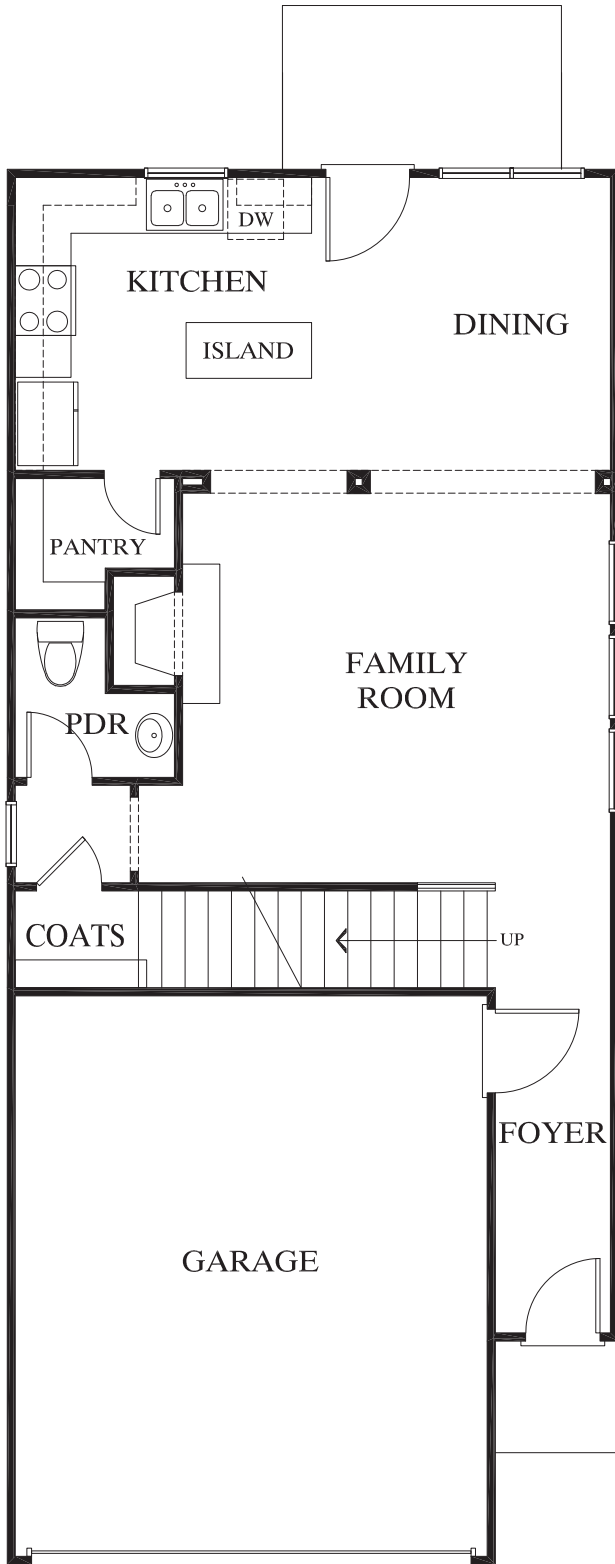 DW
KITCHEN
DINING
ISLAND
PANTRY
FAMILY
ROOM
PDR
COATS
UP
FOYER
GARAGE